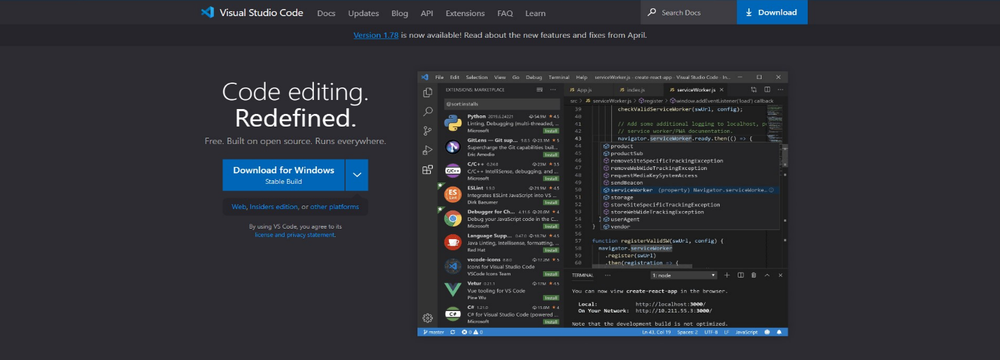 Visual Studio Code Docs Updates Blog API Extensions FAQ Learn Search Docs Download
Version 1.78 is now available! Read about the new features and fixes from April.
Code editing.
Redefined.
Free. Built on open source. Runs everywhere.
Download for Windows
Stable Build
Web, Insiders edition, or other platforms
By using VS Code, you agree to its
license and privacy statement.
File Edit Selection View Go Debug Terminal Help serviceWorker.js - create-react-app - Visual Studio Code - In...
EXTENSIONS: MARKETPLACE
@sort:installs
Python 2019.6.24221 54.9M 4.5
Linting, Debugging (multi-threaded, ...
Microsoft Install
GitLens — Git sup... 9.8.5 23.1M 5
Supercharge the Git capabilities buil...
Eric Amodio Install
C/C++ 0.24.0 23M 3.5
C/C++ IntelliSense, debugging, and ...
Microsoft Install
ESLint 1.9.0 21.9M 4.5
Integrates ESLint JavaScript into VS ...
Dirk Baeumer Install
Debugger for Ch... 4.11.6 20.6M 4
Debug your JavaScript code in the C...
Microsoft Install
Language Supp... 0.47.0 18.7M 4.5
Java Linting, Intellisense, formatting, ...
Red Hat Install
vscode-icons 8.8.0 17.2M 5
Icons for Visual Studio Code
VSCode Icons Team Install
Vetur 0.21.1 17M 4.5
Vue tooling for VS Code
Pine Wu Install
C# 1.21.0 15.6M 4
C# for Visual Studio Code (powered ...
Microsoft Install
JS App.js JS index.js JS serviceWorker.js
src > JS serviceWorker.js > register > window.addEventListener('load') callback
39 checkValidServiceWorker(swUrl, config);
40
41 // Add some additional logging to localhost, po
42 // service worker/PWA documentation.
43 navigator.serviceWorker.ready.then(() => {
44 product
45 productSub
46 removeSiteSpecificTrackingException
47 removeWebWideTrackingException
48 requestMediaKeySystemAccess
49 sendBeacon
50 serviceWorker (property) Navigator.serviceWorke...
51 storage
52 storeSiteSpecificTrackingException
53 storeWebWideTrackingException
54 } userAgent
55 } vendor
56
57 function registerValidSW(swUrl, config) {
58 navigator.serviceWorker
59 .register(swUrl)
60 .then(registration => {
TERMINAL ... 1: node
You can now view create-react-app in the browser.
Local: http://localhost:3000/
On Your Network: http://10.211.55.3:3000/
Note that the development build is not optimized.
master 0 0 Ln 43, Col 19 Spaces: 2 UTF-8 LF JavaScript